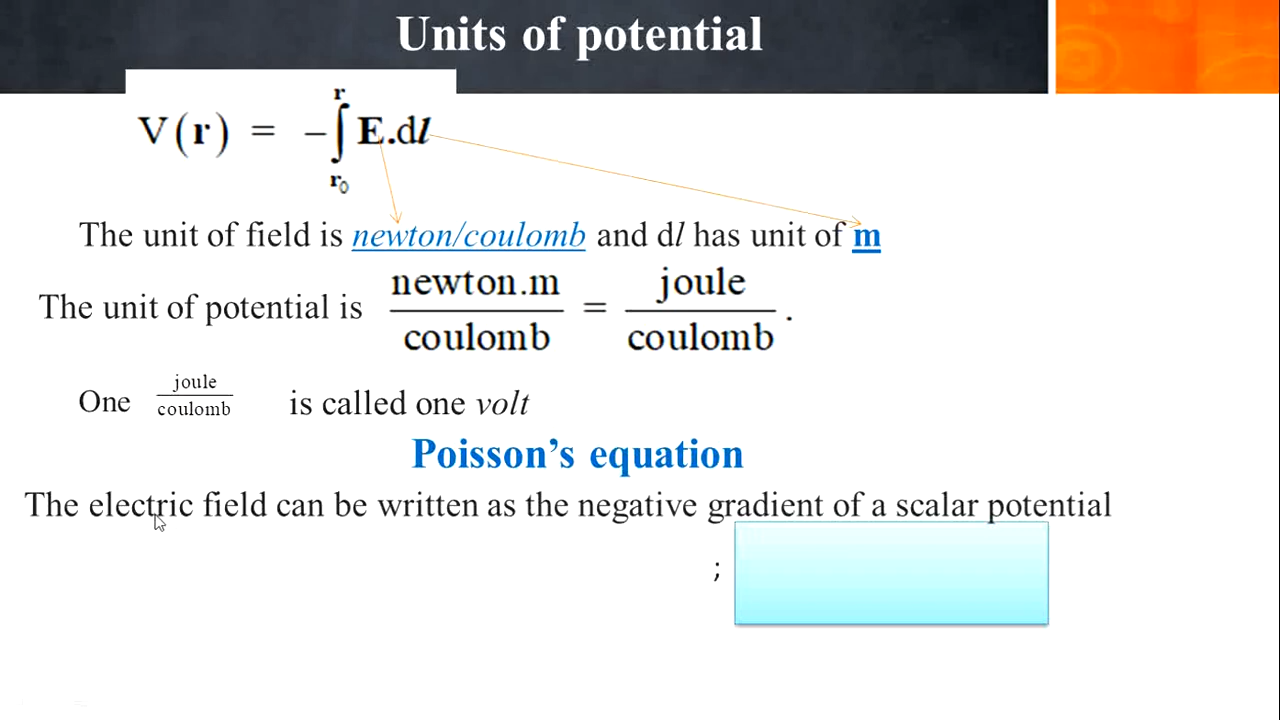 Units of potential
V(r) = −∫_{r₀}^{r} E.dl
The unit of field is newton/coulomb and dl has unit of m
The unit of potential is newton.m/coulomb = joule/coulomb .
One joule/coulomb is called one volt
Poisson’s equation
The electric field can be written as the negative gradient of a scalar potential
;